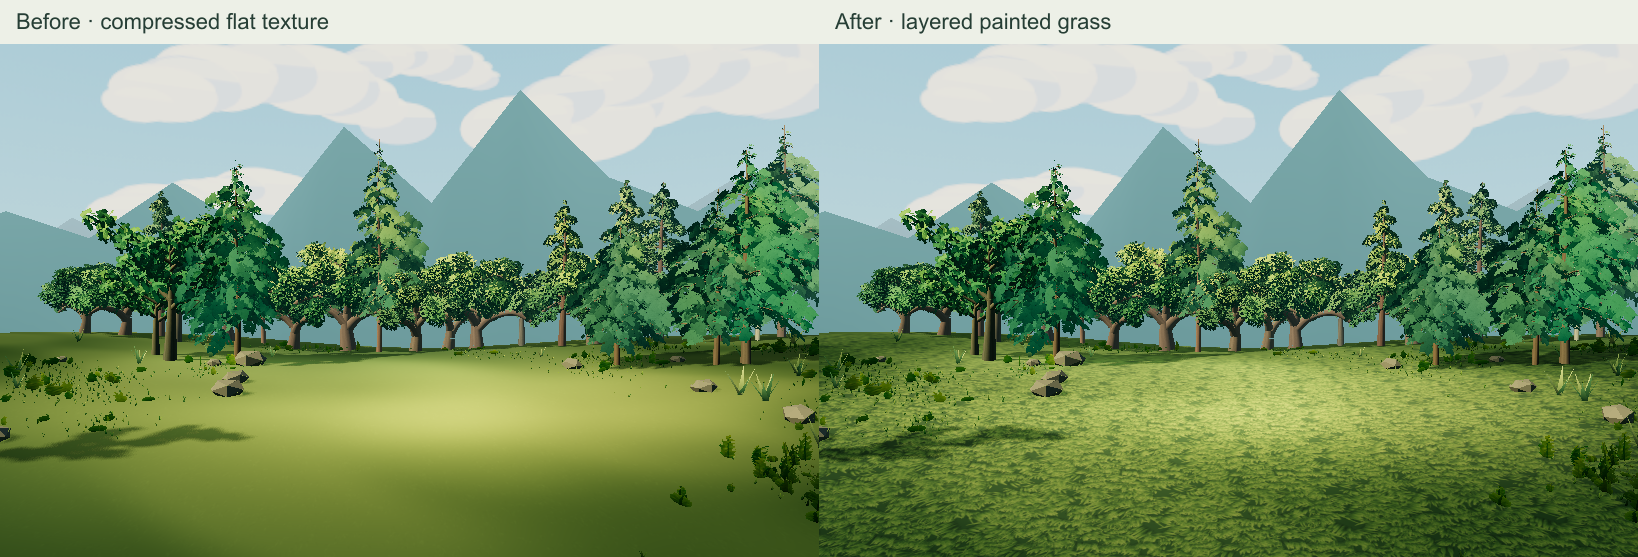 Before · compressed flat texture
After · layered painted grass